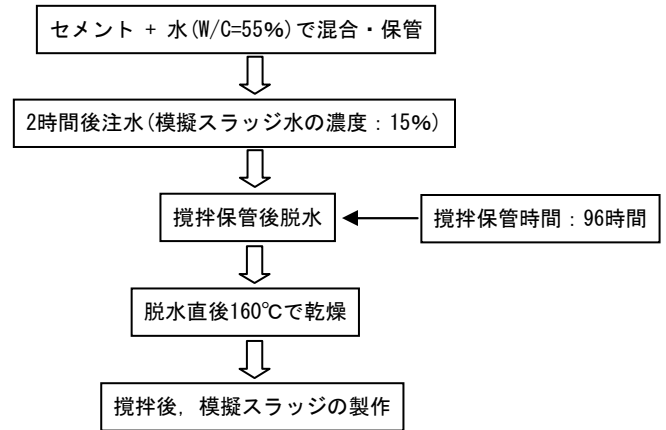 セメント + 水(W/C=55%)で混合・保管
2時間後注水(模擬スラッジ水の濃度：15%)
撹拌保管後脱水
撹拌保管時間：96時間
脱水直後160℃で乾燥
撹拌後，模擬スラッジの製作